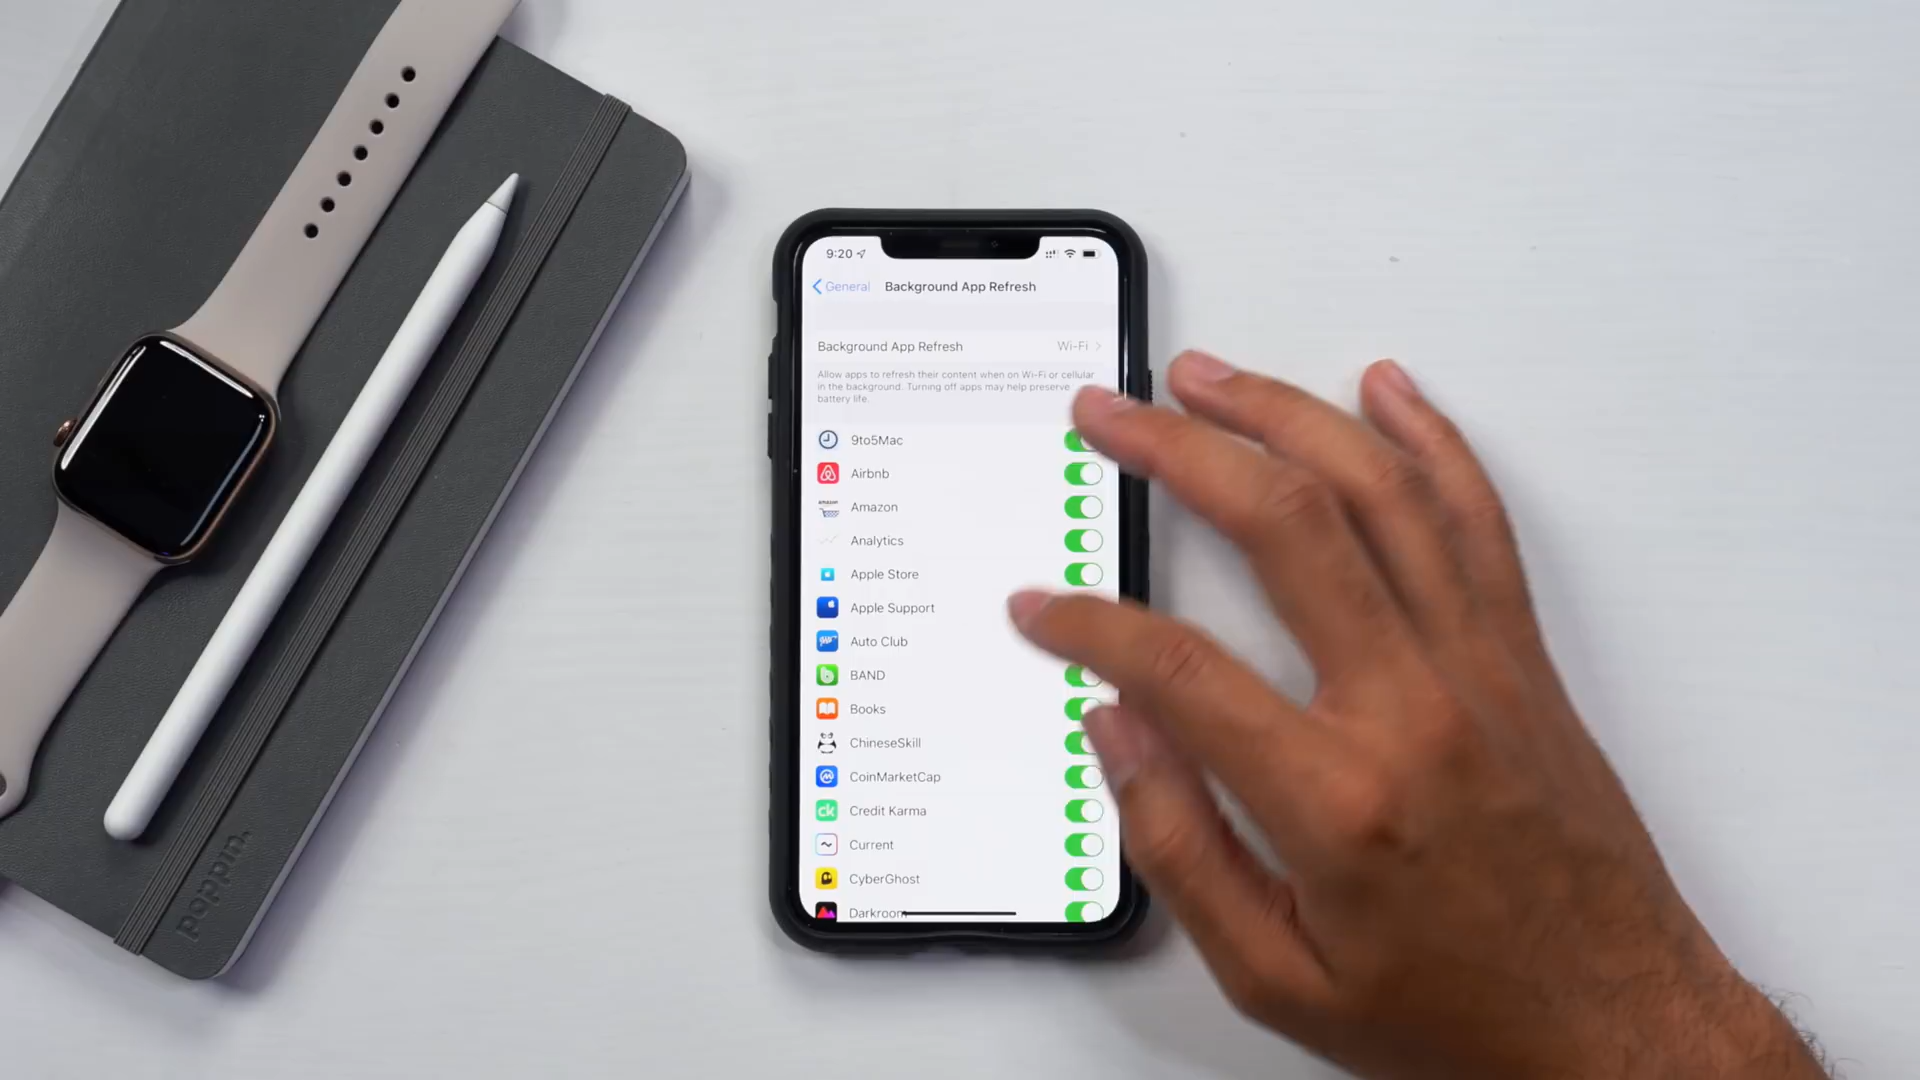 9:20
General
Background App Refresh
Background App Refresh
Wi-Fi
Allow apps to refresh their content when on Wi-Fi or cellular
in the background. Turning off apps may help preserve
battery life.
9to5Mac
Airbnb
amazon
Amazon
Analytics
Apple Store
Apple Support
Auto Club
BAND
Books
ChineseSkill
CoinMarketCap
ck
Credit Karma
Current
CyberGhost
Darkroom
poppin.